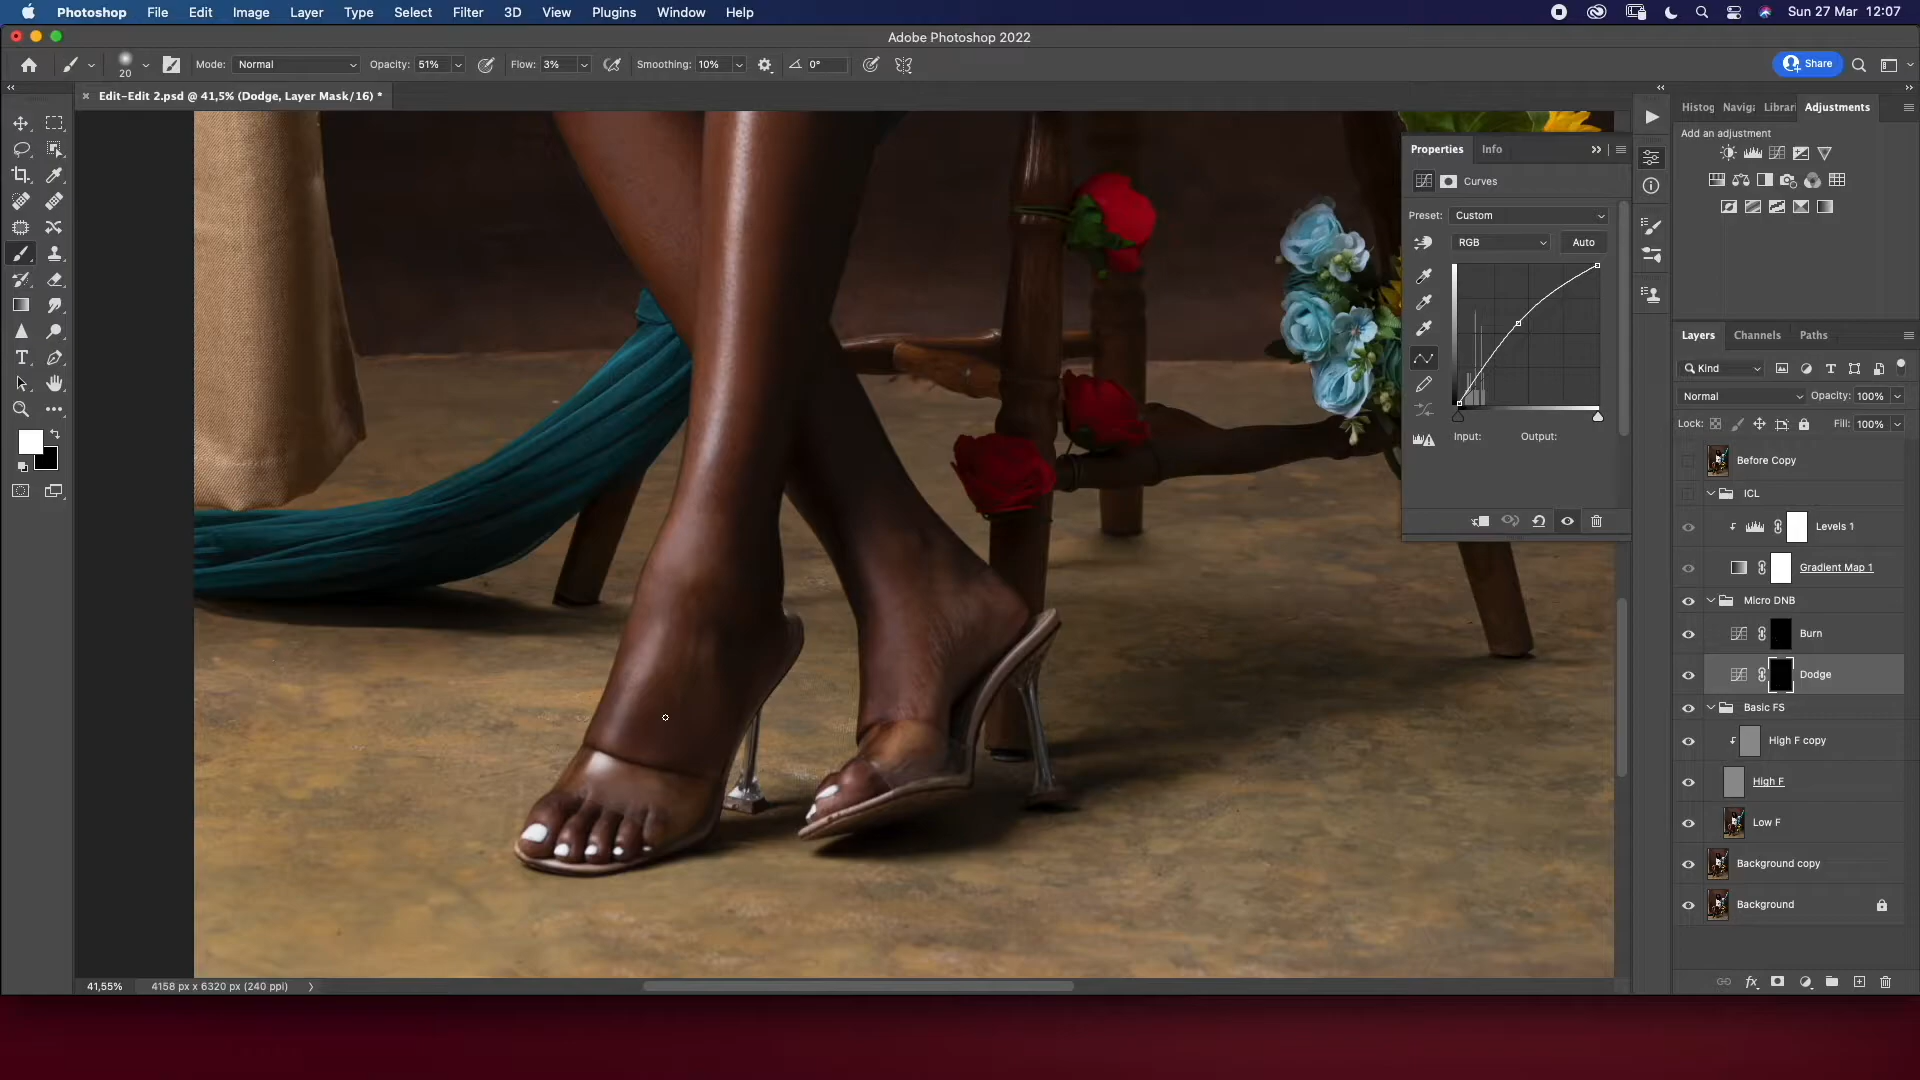 Photoshop File Edit Image Layer Type Select Filter 3D View Plugins Window Help Sun 27 Mar 12:07
Adobe Photoshop 2022
20 Mode: Normal Opacity: 51% Flow: 3% Smoothing: 10% 0° Share
Edit-Edit 2.psd @ 41,5% (Dodge, Layer Mask/16) *
Histog Naviga Librar Adjustments
Add an adjustment
Properties Info
Curves
Preset: Custom
RGB Auto
Input: Output:
Layers Channels Paths
Kind
Normal Opacity: 100%
Lock: Fill: 100%
Before Copy
ICL
Levels 1
Gradient Map 1
Micro DNB
Burn
Dodge
Basic FS
High F copy
High F
Low F
Background copy
Background
41,55% 4158 px x 6320 px (240 ppi)